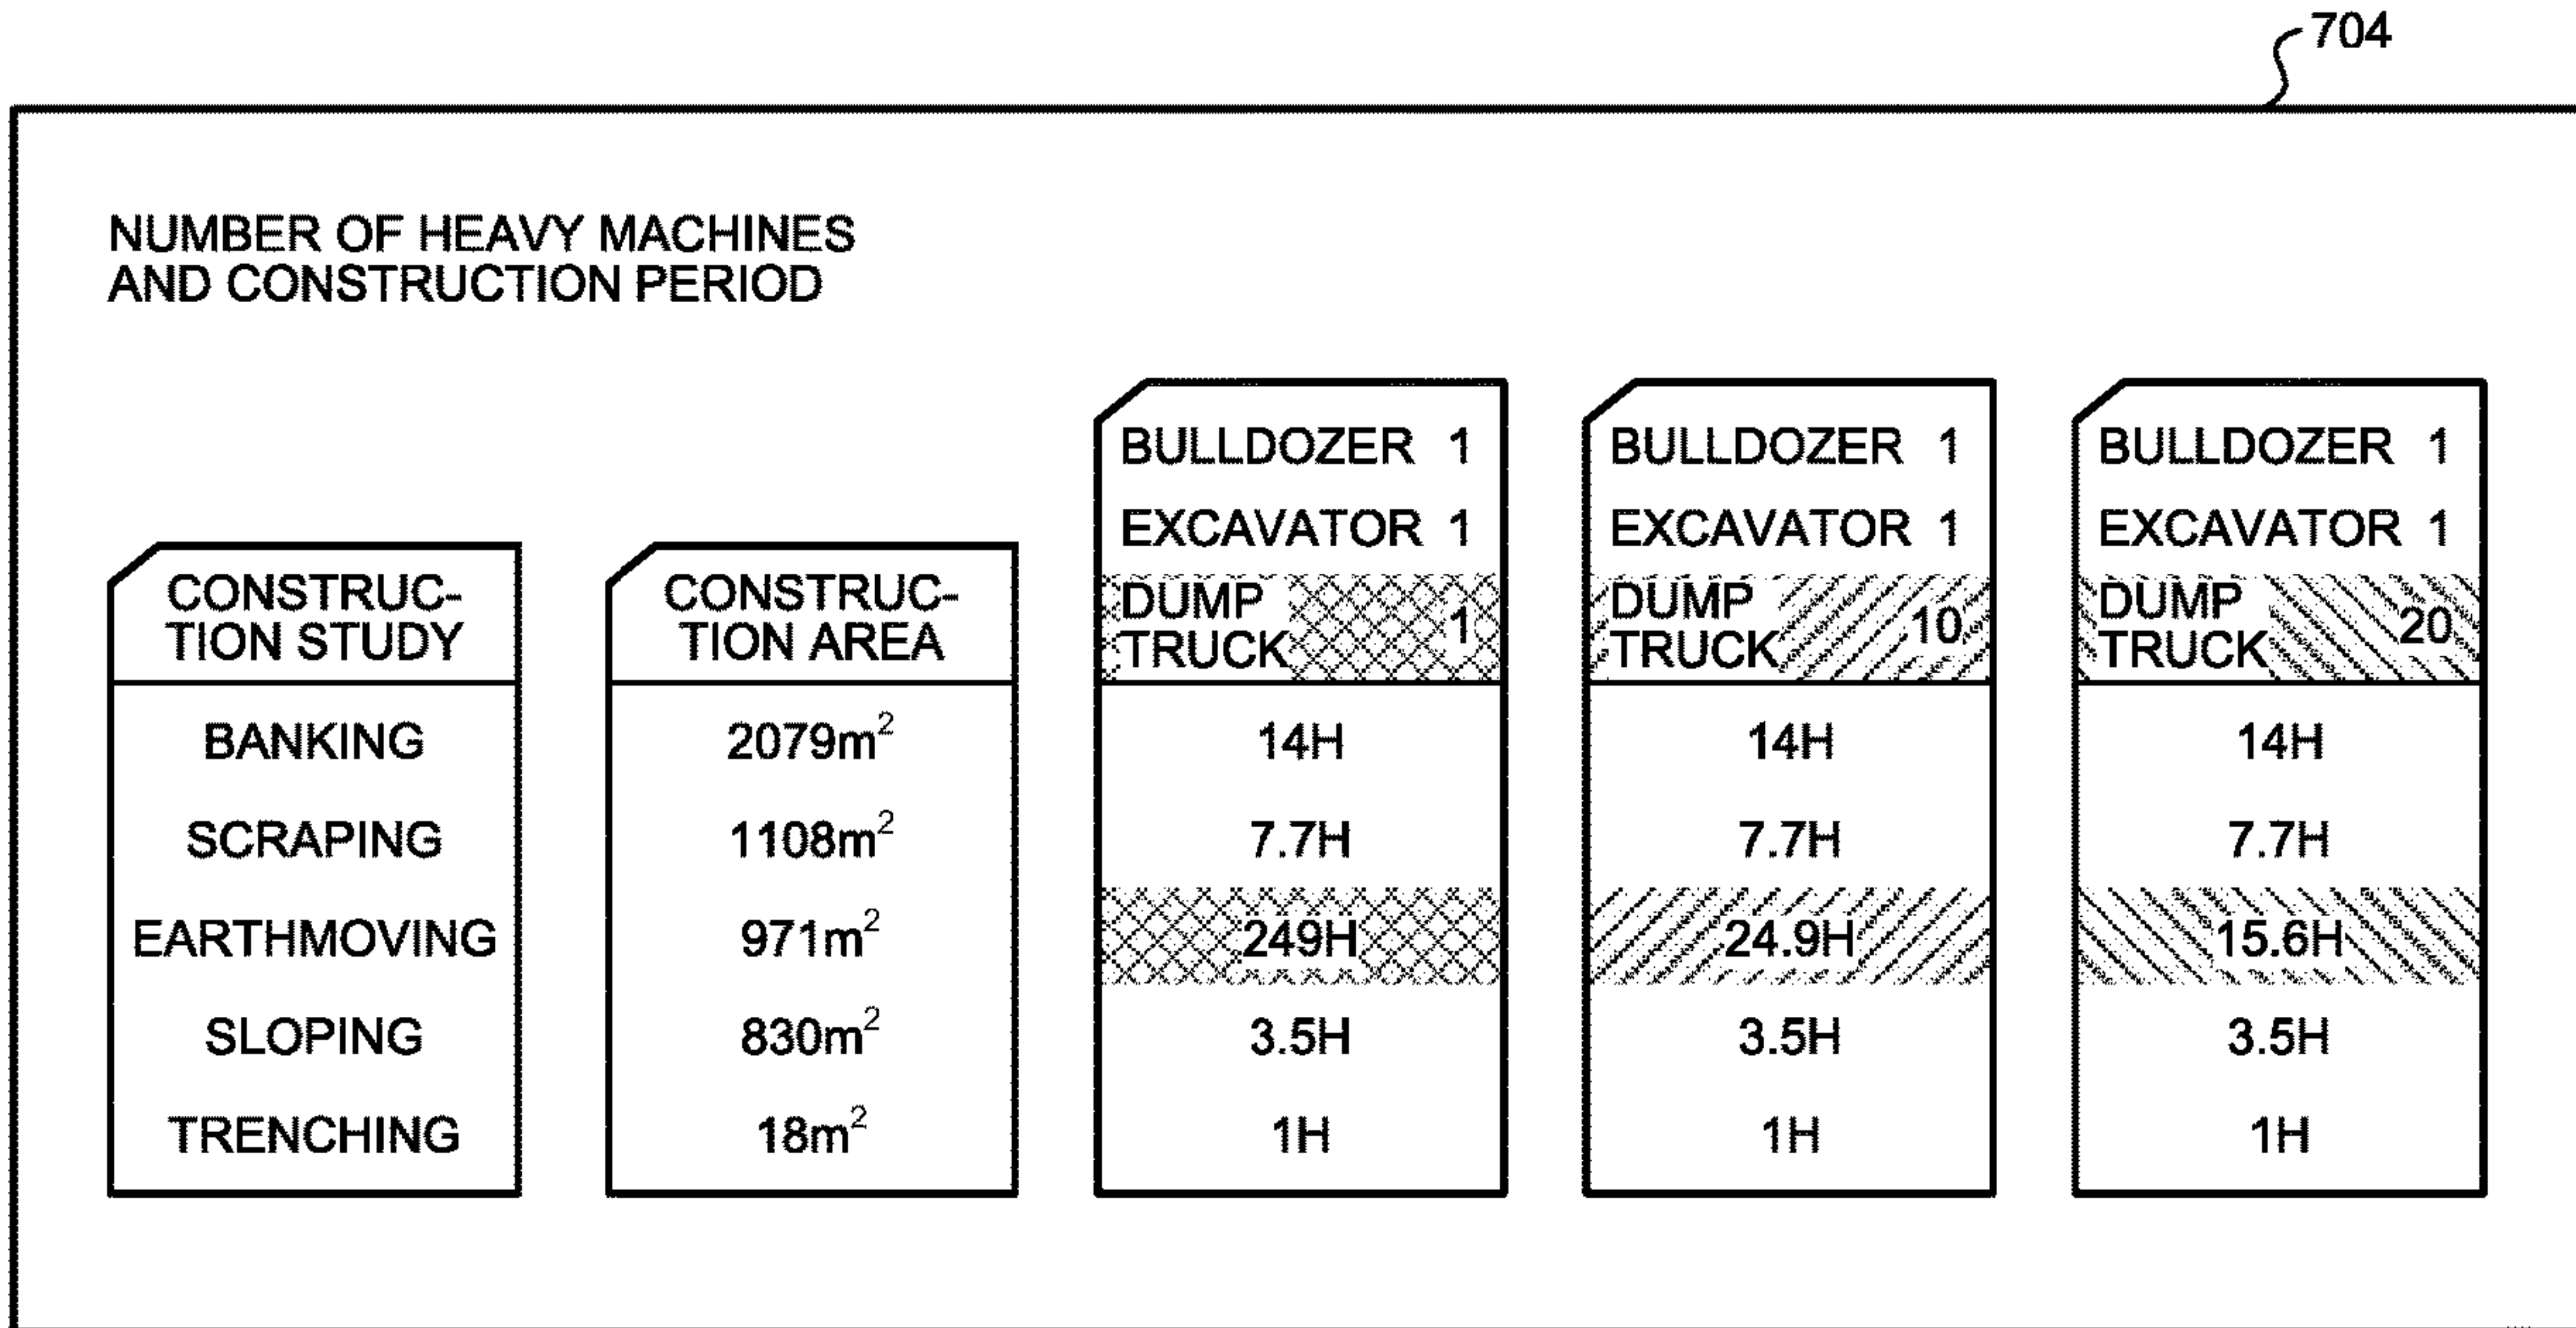 704
NUMBER OF HEAVY MACHINES
AND CONSTRUCTION PERIOD
CONSTRUC-
TION STUDY
BANKING
SCRAPING
EARTHMOVING
SLOPING
TRENCHING
CONSTRUC-
TION AREA
2079m²
1108m²
971m²
830m²
18m²
BULLDOZER 1
EXCAVATOR 1
DUMP
TRUCK 1
14H
7.7H
249H
3.5H
1H
BULLDOZER 1
EXCAVATOR 1
DUMP
TRUCK 10
14H
7.7H
24.9H
3.5H
1H
BULLDOZER 1
EXCAVATOR 1
DUMP
TRUCK 20
14H
7.7H
15.6H
3.5H
1H